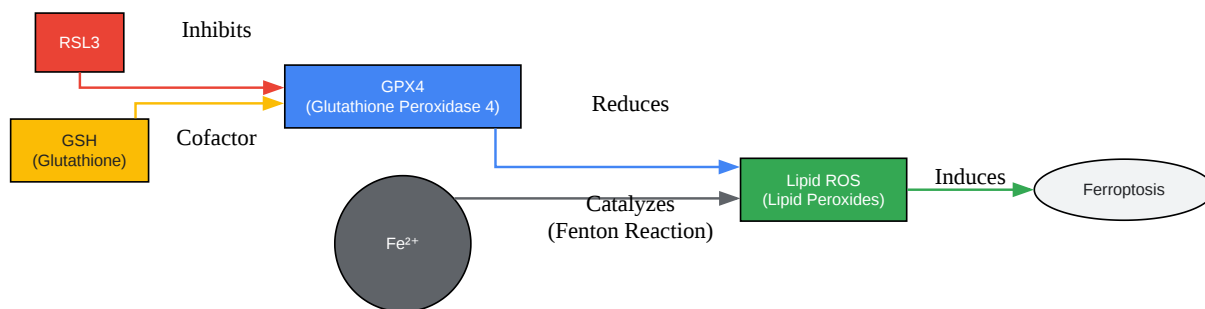 RSL3
Inhibits
GPX4
(Glutathione Peroxidase 4)
GSH
(Glutathione)
Cofactor
Reduces
Fe²⁺
Catalyzes
(Fenton Reaction)
Lipid ROS
(Lipid Peroxides)
Induces
Ferroptosis